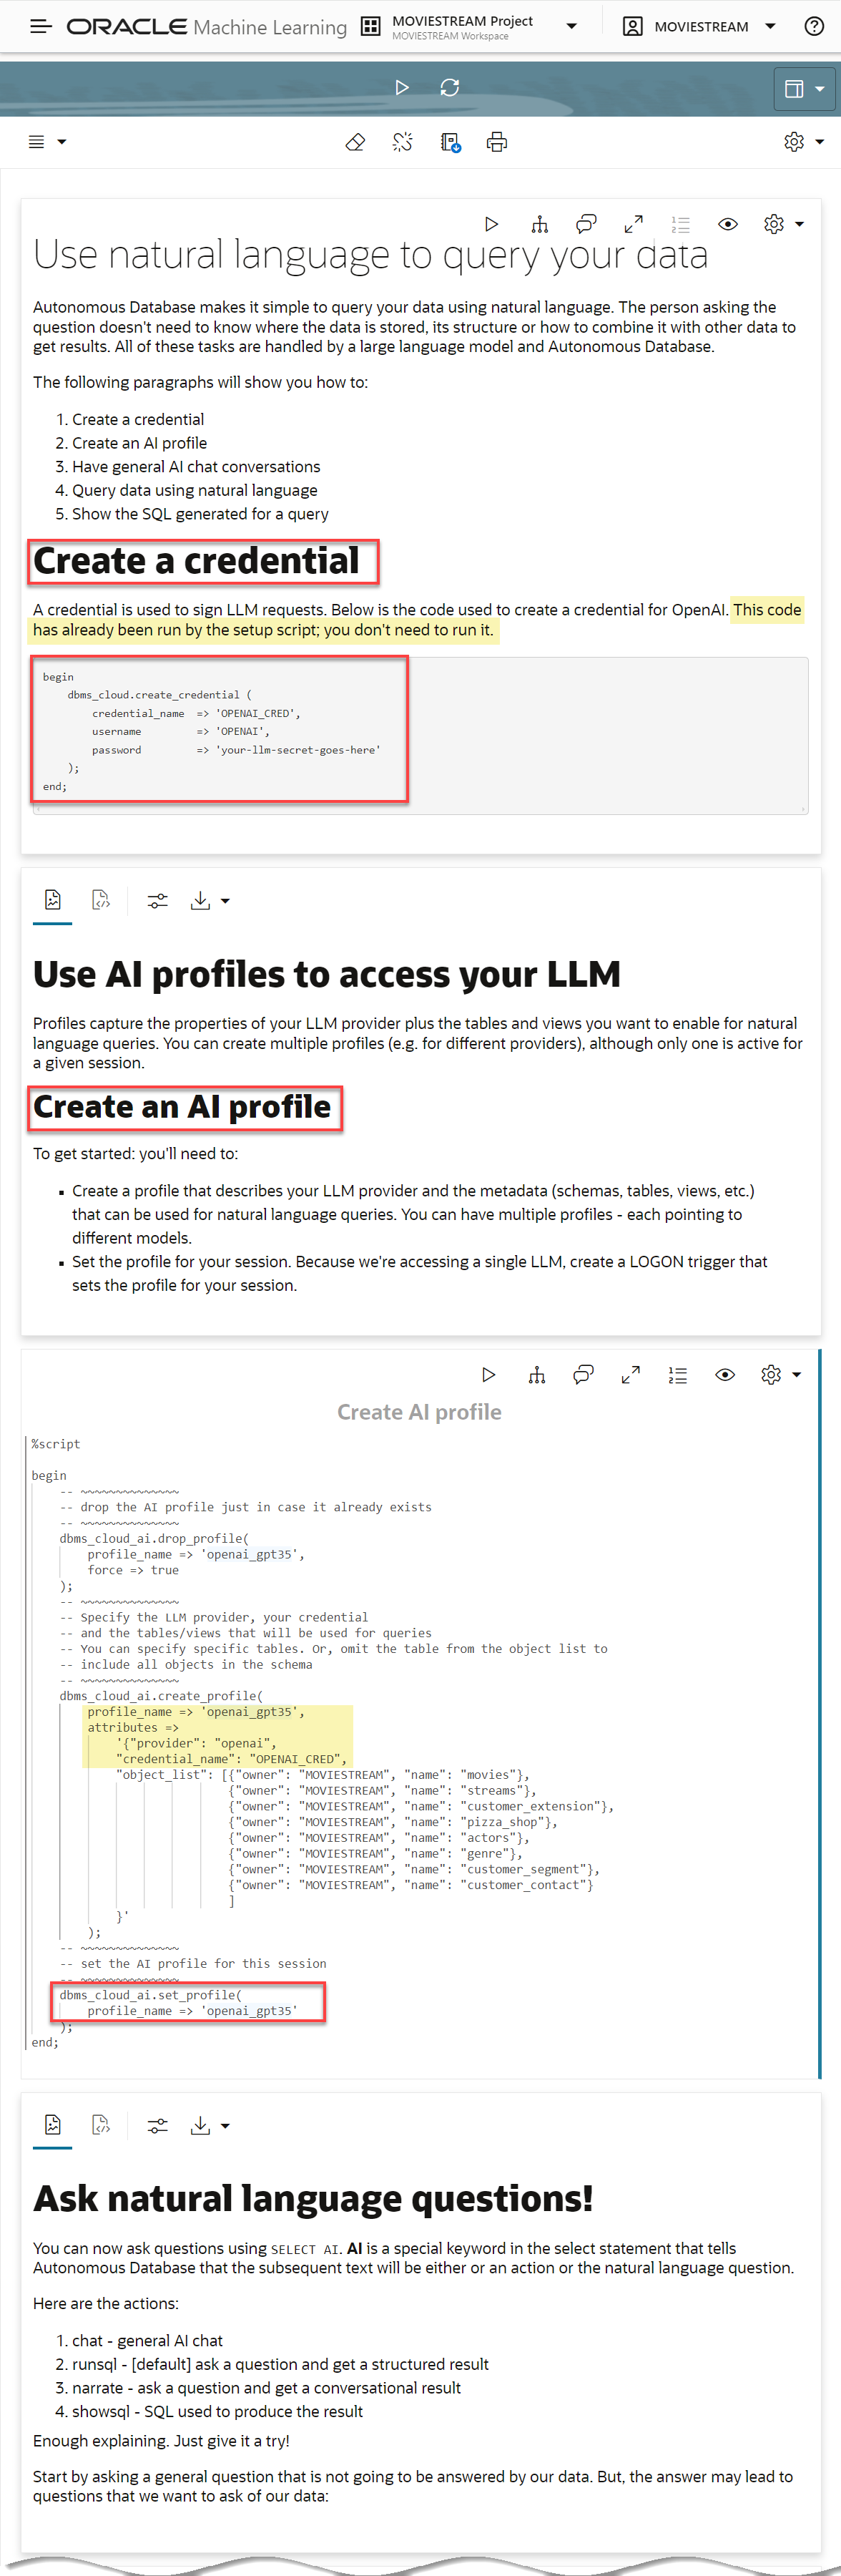 ORACLE Machine Learning
MOVIESTREAM Project
MOVIESTREAM Workspace
MOVIESTREAM
Use natural language to query your data
Autonomous Database makes it simple to query your data using natural language. The person asking the
question doesn't need to know where the data is stored, its structure or how to combine it with other data to
get results. All of these tasks are handled by a large language model and Autonomous Database.
The following paragraphs will show you how to:
1. Create a credential
2. Create an AI profile
3. Have general AI chat conversations
4. Query data using natural language
5. Show the SQL generated for a query
Create a credential
A credential is used to sign LLM requests. Below is the code used to create a credential for OpenAI. This code
has already been run by the setup script; you don't need to run it.
begin
    dbms_cloud.create_credential (
        credential_name  => 'OPENAI_CRED',
        username         => 'OPENAI',
        password         => 'your-llm-secret-goes-here'
    );
end;
Use AI profiles to access your LLM
Profiles capture the properties of your LLM provider plus the tables and views you want to enable for natural
language queries. You can create multiple profiles (e.g. for different providers), although only one is active for
a given session.
Create an AI profile
To get started: you'll need to:
▪ Create a profile that describes your LLM provider and the metadata (schemas, tables, views, etc.)
that can be used for natural language queries. You can have multiple profiles - each pointing to
different models.
▪ Set the profile for your session. Because we're accessing a single LLM, create a LOGON trigger that
sets the profile for your session.
Create AI profile
%script
begin
    -- ~~~~~~~~~~~~~~
    -- drop the AI profile just in case it already exists
    -- ~~~~~~~~~~~~~~
    dbms_cloud_ai.drop_profile(
        profile_name => 'openai_gpt35',
        force => true
    );
    -- ~~~~~~~~~~~~~~
    -- Specify the LLM provider, your credential
    -- and the tables/views that will be used for queries
    -- You can specify specific tables. Or, omit the table from the object list to
    -- include all objects in the schema
    -- ~~~~~~~~~~~~~~
    dbms_cloud_ai.create_profile(
        profile_name => 'openai_gpt35',
        attributes =>
            '{"provider": "openai",
            "credential_name": "OPENAI_CRED",
            "object_list": [{"owner": "MOVIESTREAM", "name": "movies"},
                            {"owner": "MOVIESTREAM", "name": "streams"},
                            {"owner": "MOVIESTREAM", "name": "customer_extension"},
                            {"owner": "MOVIESTREAM", "name": "pizza_shop"},
                            {"owner": "MOVIESTREAM", "name": "actors"},
                            {"owner": "MOVIESTREAM", "name": "genre"},
                            {"owner": "MOVIESTREAM", "name": "customer_segment"},
                            {"owner": "MOVIESTREAM", "name": "customer_contact"}
                            ]
            }'
        );
    -- ~~~~~~~~~~~~~~
    -- set the AI profile for this session
    -- ~~~~~~~~~~~~~~
    dbms_cloud_ai.set_profile(
        profile_name => 'openai_gpt35'
    );
end;
Ask natural language questions!
You can now ask questions using SELECT AI. AI is a special keyword in the select statement that tells
Autonomous Database that the subsequent text will be either or an action or the natural language question.
Here are the actions:
1. chat - general AI chat
2. runsql - [default] ask a question and get a structured result
3. narrate - ask a question and get a conversational result
4. showsql - SQL used to produce the result
Enough explaining. Just give it a try!
Start by asking a general question that is not going to be answered by our data. But, the answer may lead to
questions that we want to ask of our data: